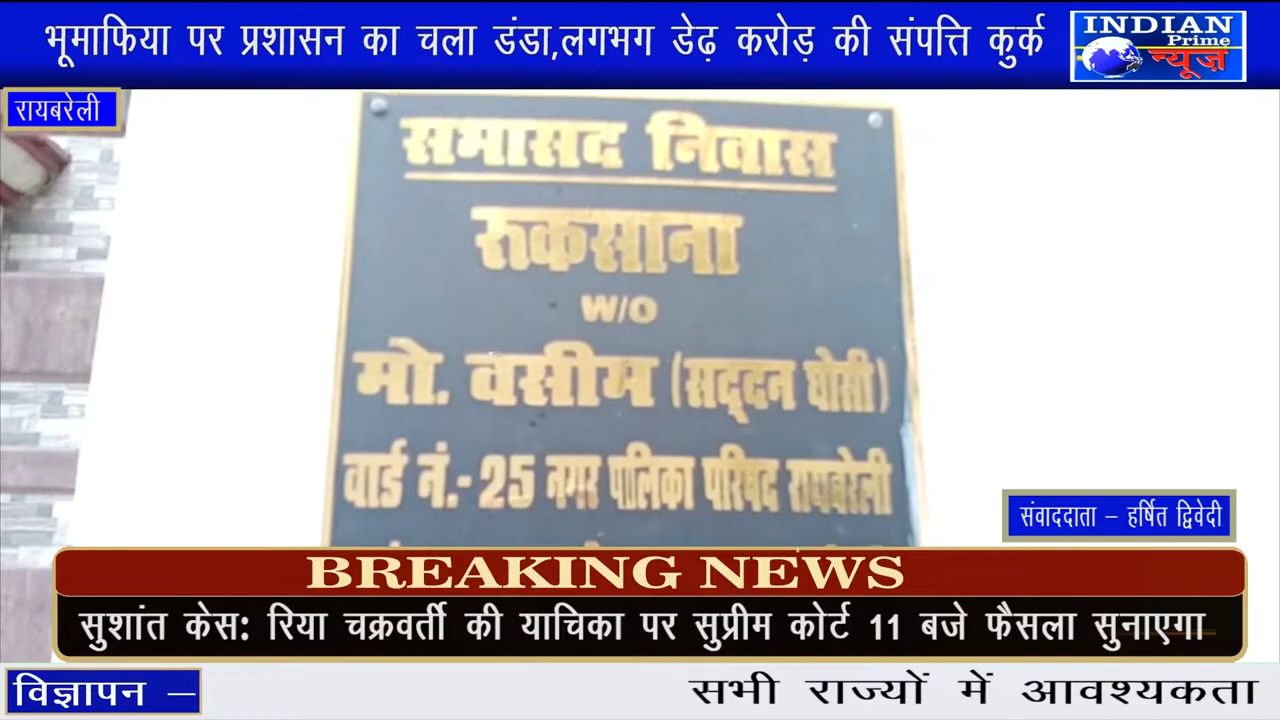 भूमाफिया पर प्रशासन का चला डंडा,लगभग डेढ़ करोड़ की संपत्ति कुर्क
INDIAN
Prime
न्यूज़
रायबरेली
सभासद निवास
रुकसाना
W/O
मो. वसीम (सद्दन घोसी)
वार्ड नं.- 25 नगर पालिका परिषद रायबरेली
संवाददाता – हर्षित द्विवेदी
BREAKING NEWS
सुशांत केस: रिया चक्रवर्ती की याचिका पर सुप्रीम कोर्ट 11 बजे फैसला सुनाएगा
विज्ञापन –
सभी राज्यों में आवश्यकता